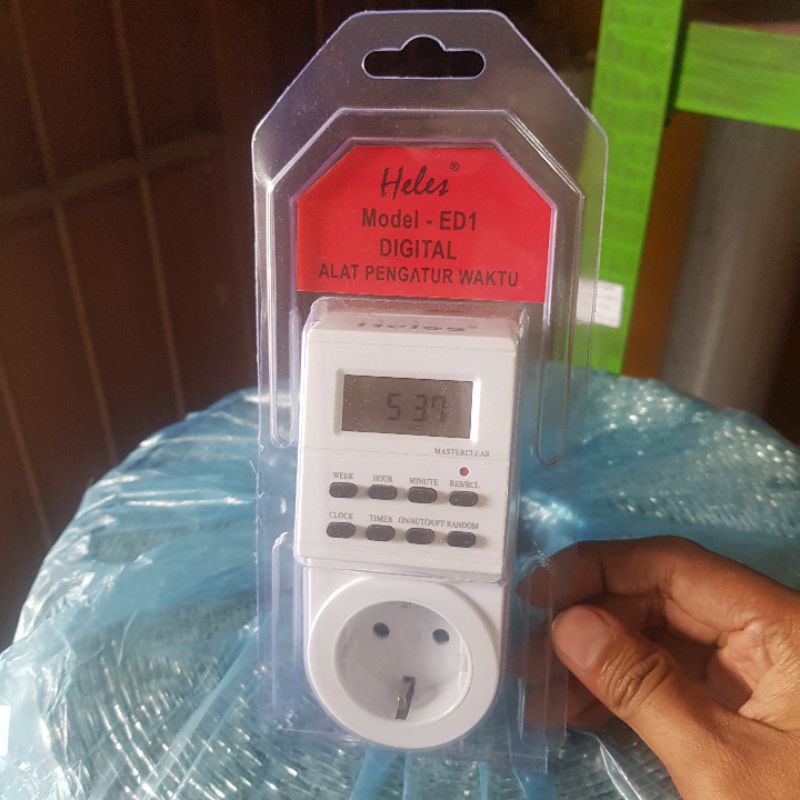 Heles®
Model - ED1
DIGITAL
ALAT PENGATUR WAKTU
Heles
5 37
MASTERCLEAR
WEEK HOUR MINUTE RES/RCL
CLOCK TIMER ON/AUTO/OFF RANDOM